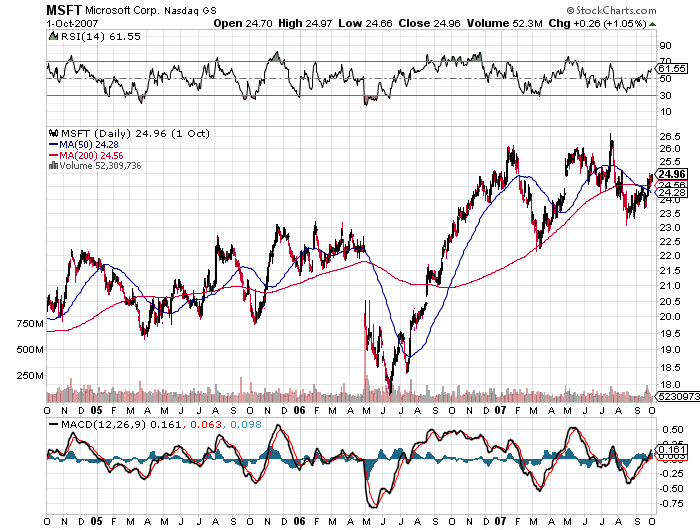 MSFT Microsoft Corp. Nasdaq GS
© StockCharts.com
1-Oct-2007
Open 24.70 High 24.97 Low 24.66 Close 24.96 Volume 52.3M Chg +0.26 (+1.05%)
RSI(14) 61.55
90
70
61.55
50
30
10
MSFT (Daily) 24.96 (1 Oct)
MA(50) 24.28
MA(200) 24.56
Volume 52,309,736
26.5
26.0
25.5
24.96
24.56
24.28
24.0
23.5
23.0
22.5
22.0
21.5
21.0
20.5
20.0
19.5
19.0
18.5
18.0
5230973
750M
500M
250M
O N D 05 F M A M J J A S O N D 06 F M A M J J A S O N D 07 F M A M J J A S O
MACD(12,26,9) 0.161, 0.063, 0.098
0.50
0.25
0.161
0.063
-0.25
-0.50
-0.75
O N D 05 F M A M J J A S O N D 06 F M A M J J A S O N D 07 F M A M J J A S O